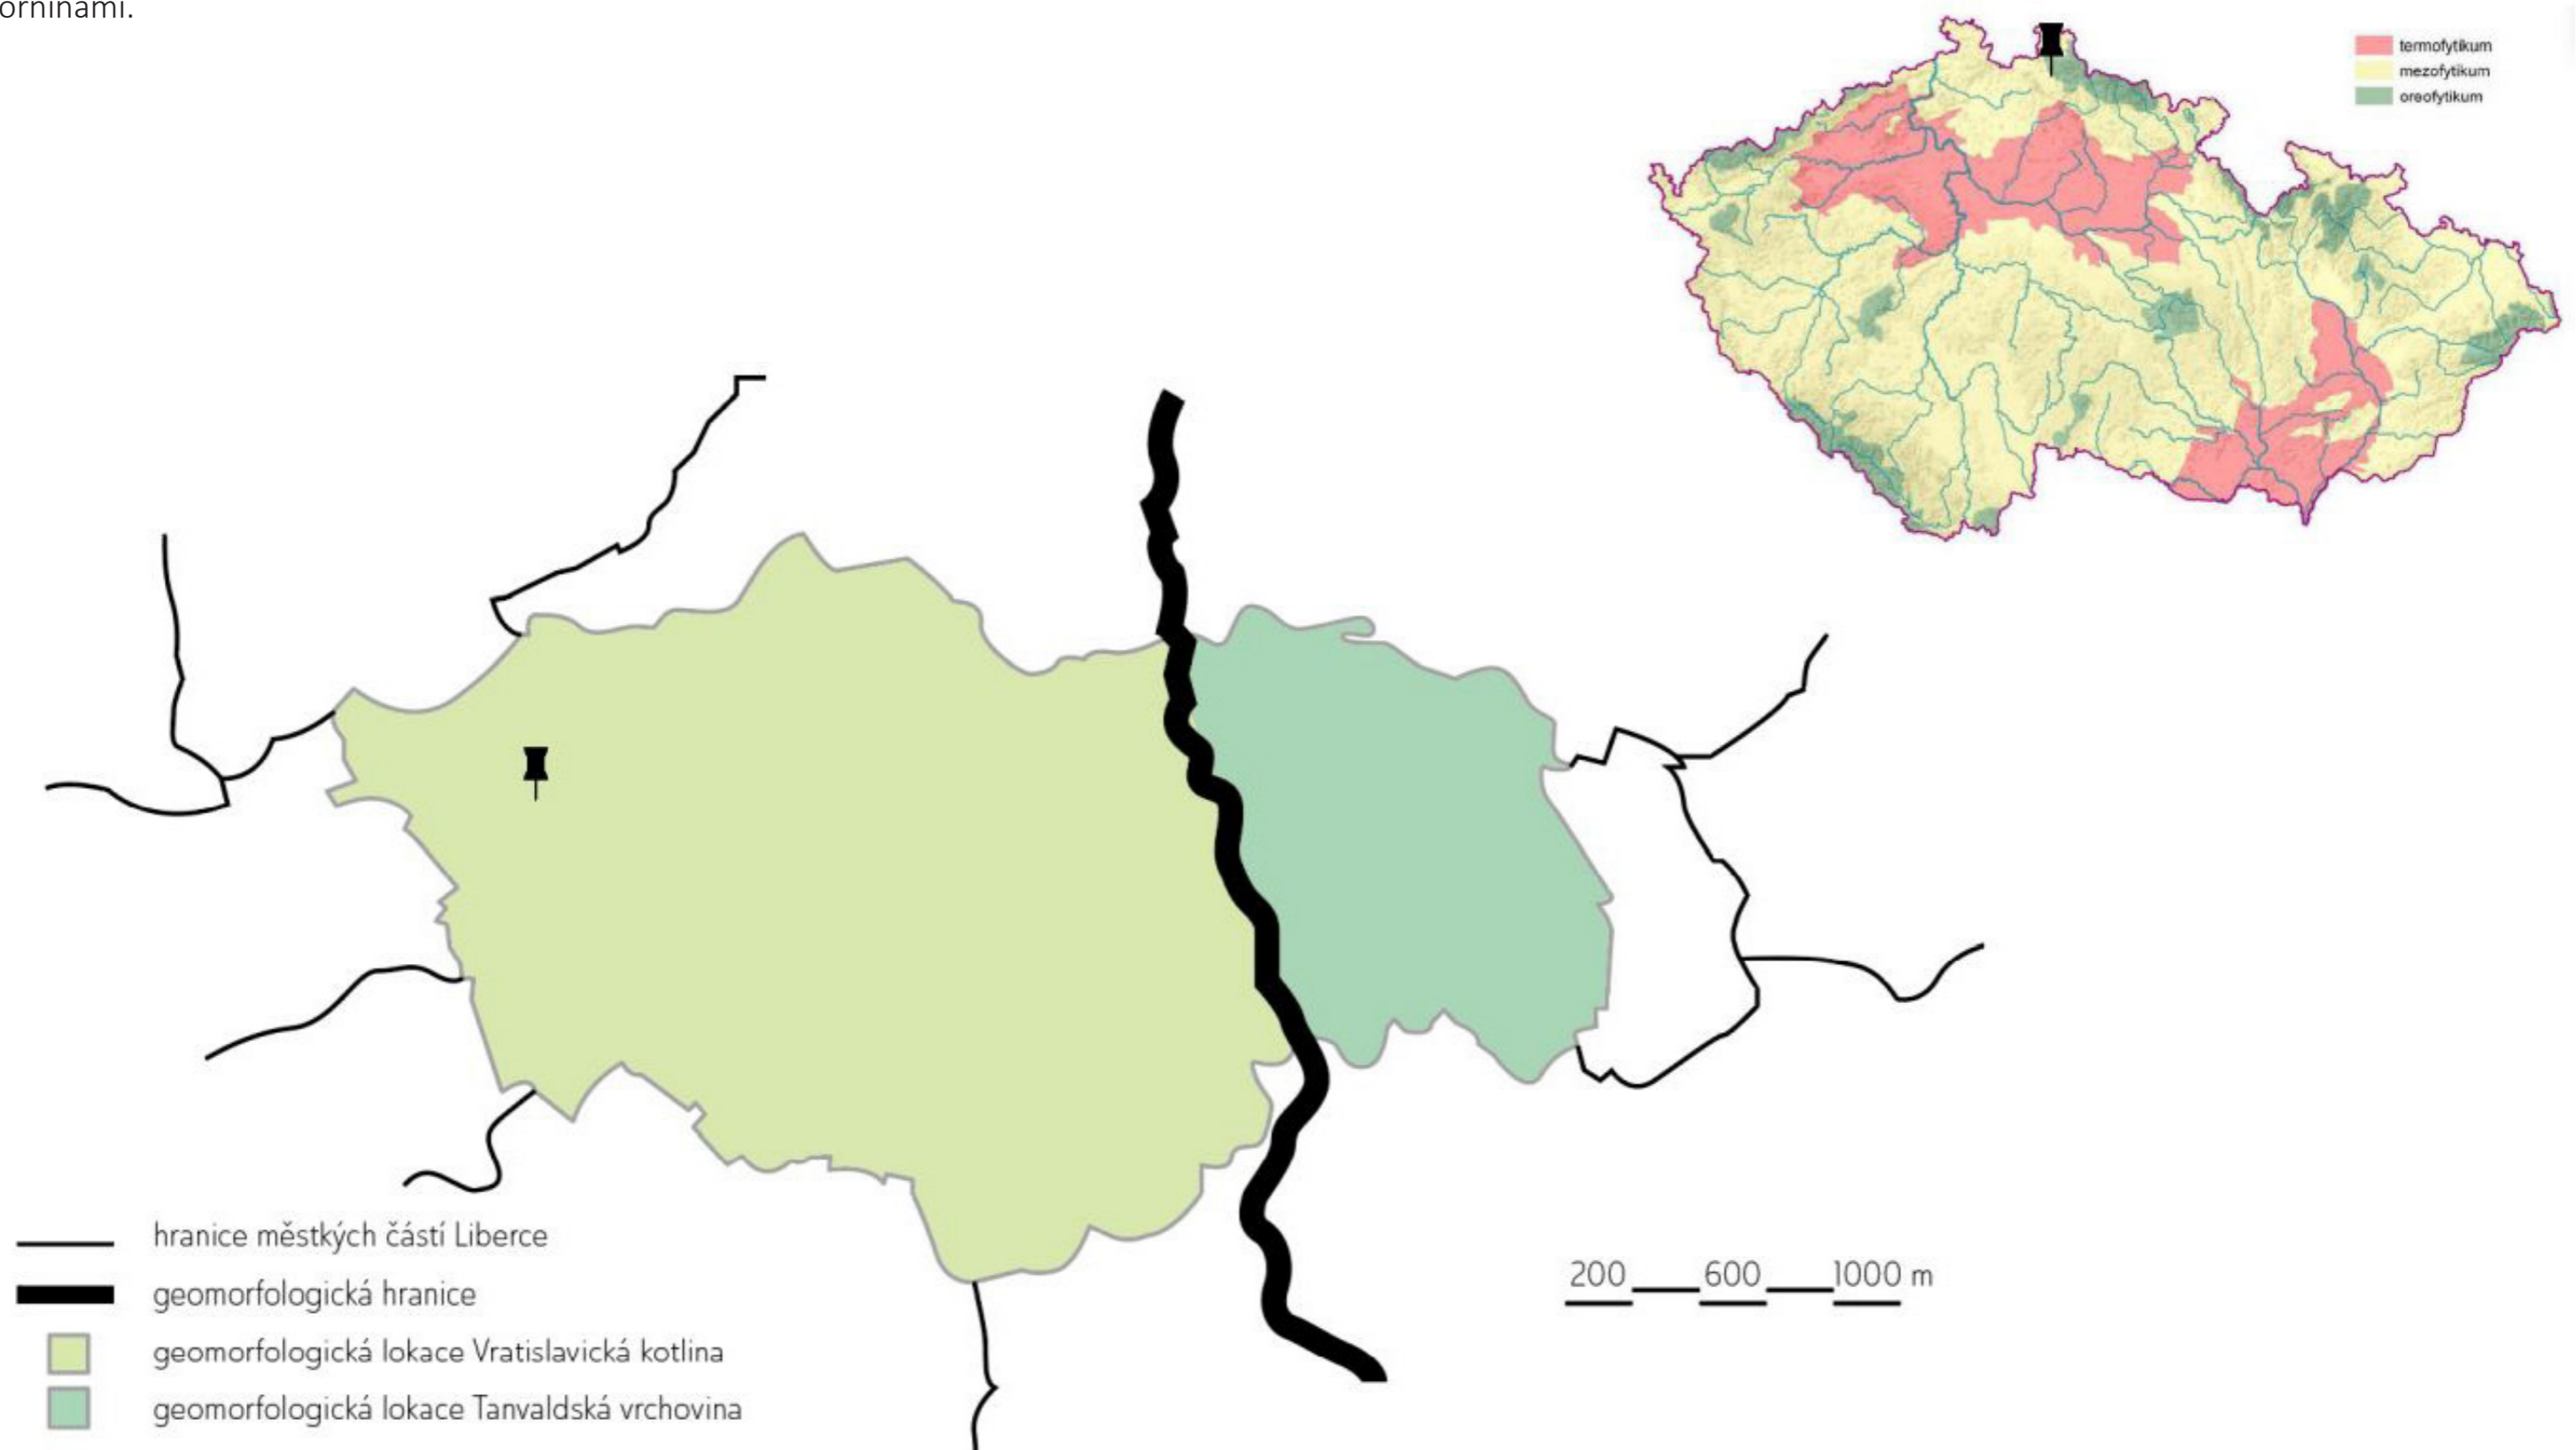 orninami.
termofytikum
mezofytikum
oreofytikum
hranice městkých částí Liberce
geomorfologická hranice
geomorfologická lokace Vratislavická kotlina
geomorfologická lokace Tanvaldská vrchovina
200 600 1000 m